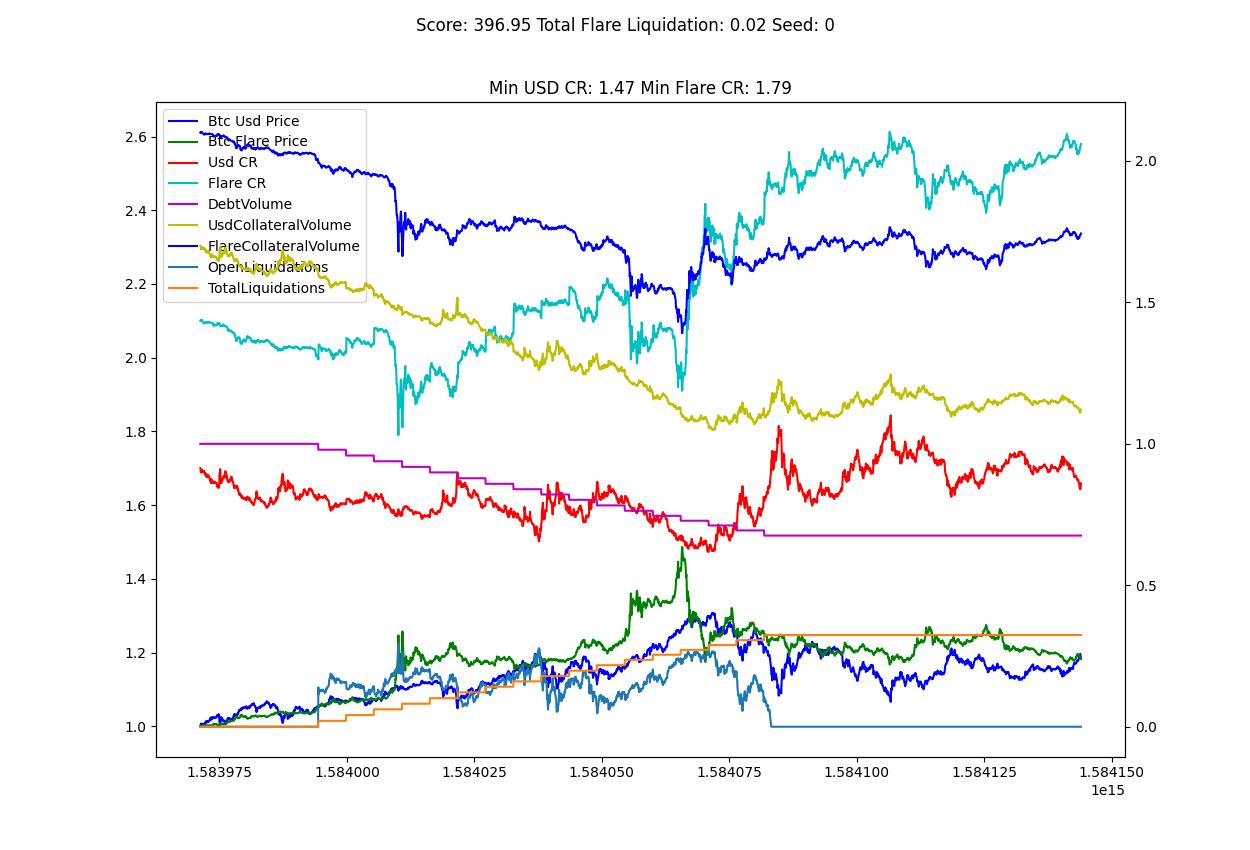 Score: 396.95 Total Flare Liquidation: 0.02 Seed: 0
Min USD CR: 1.47 Min Flare CR: 1.79
Btc Usd Price
Btc Flare Price
Usd CR
Flare CR
DebtVolume
UsdCollateralVolume
FlareCollateralVolume
OpenLiquidations
TotalLiquidations
2.6
2.4
2.2
2.0
1.8
1.6
1.4
1.2
1.0
2.0
1.5
1.0
0.5
0.0
1.583975 1.584000 1.584025 1.584050 1.584075 1.584100 1.584125 1.584150
1e15